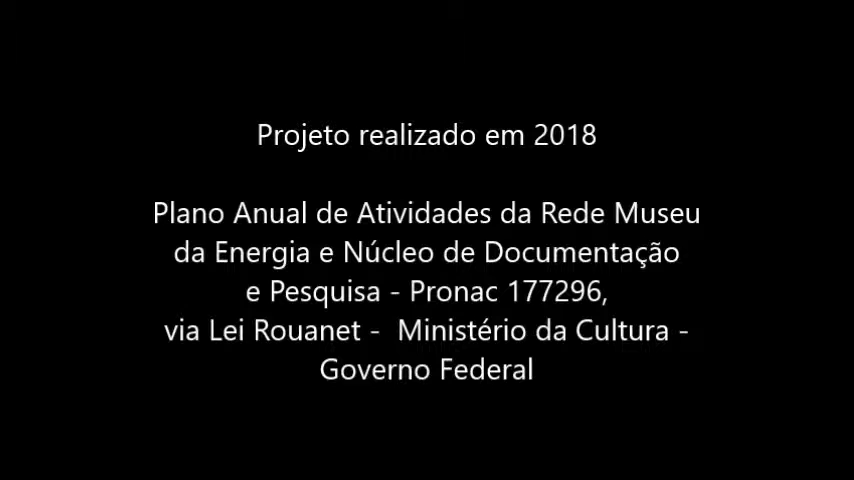 Projeto realizado em 2018
Plano Anual de Atividades da Rede Museu
da Energia e Núcleo de Documentação
e Pesquisa - Pronac 177296,
via Lei Rouanet -  Ministério da Cultura -
Governo Federal